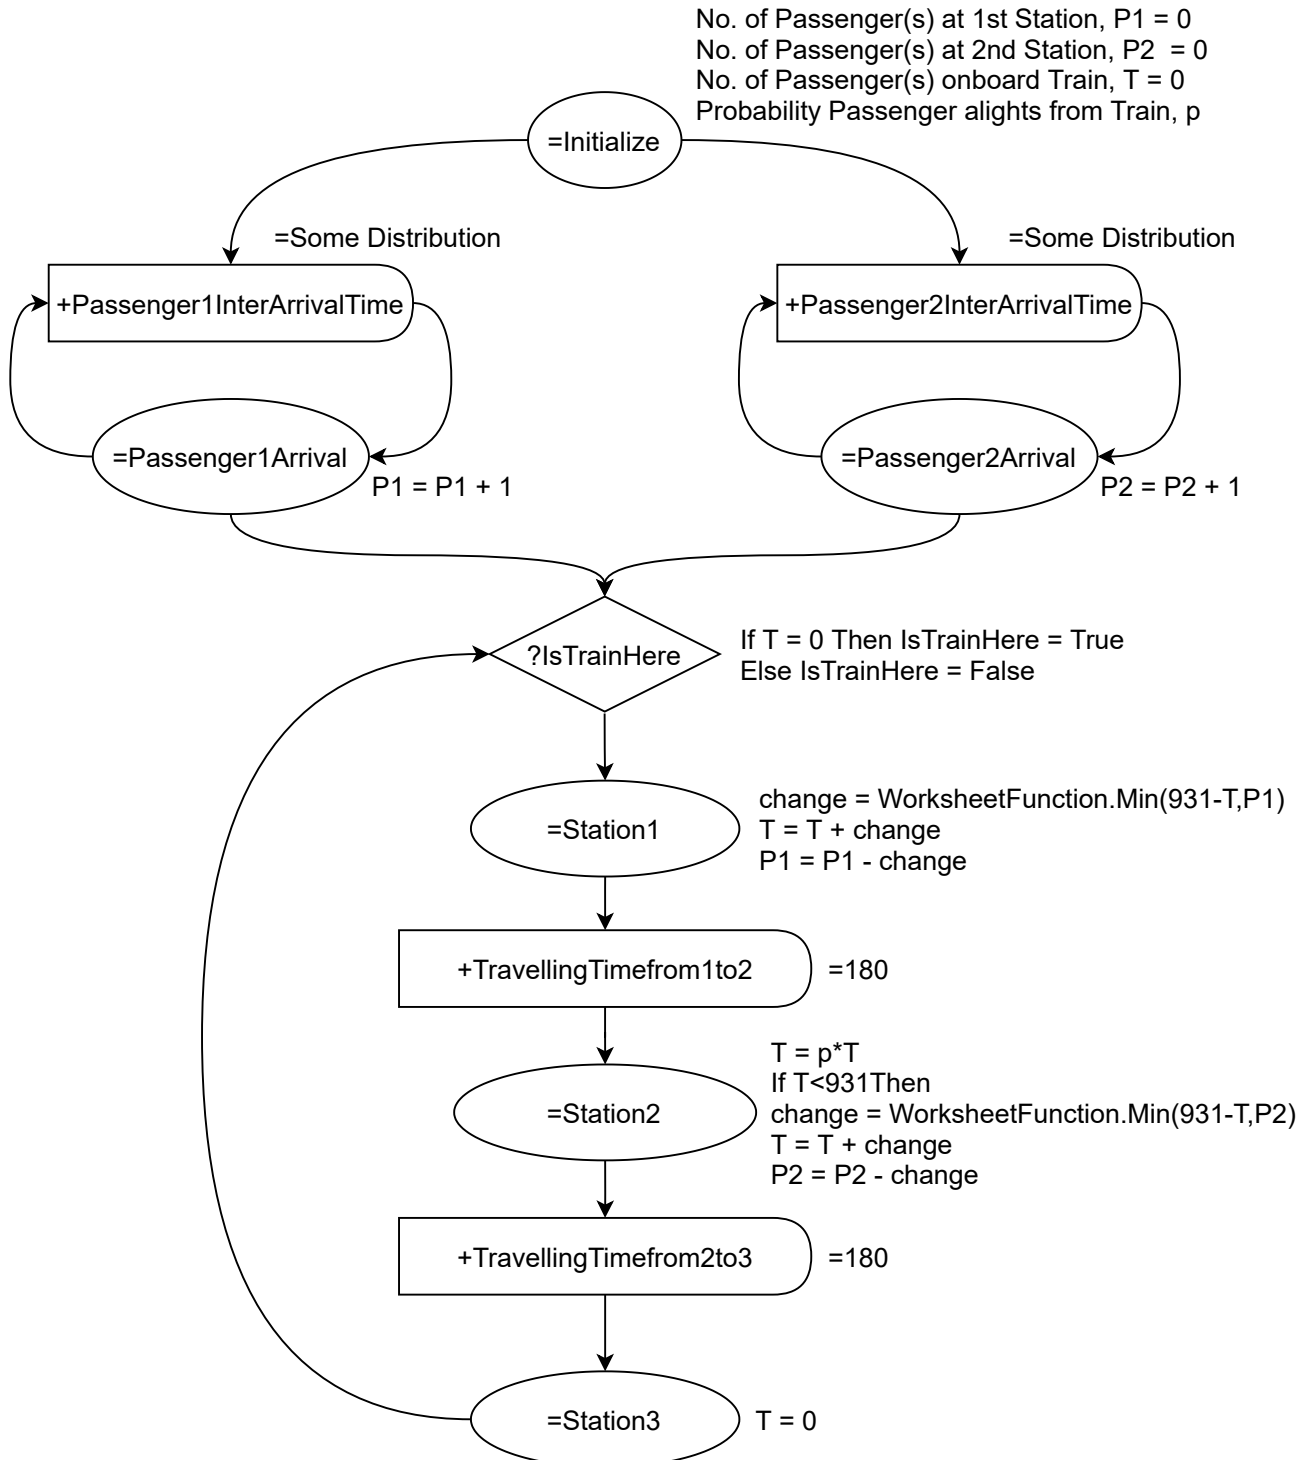 No. of Passenger(s) at 1st Station, P1 = 0
No. of Passenger(s) at 2nd Station, P2  = 0
No. of Passenger(s) onboard Train, T = 0
Probability Passenger alights from Train, p
=Initialize
=Some Distribution
=Some Distribution
+Passenger1InterArrivalTime
+Passenger2InterArrivalTime
=Passenger1Arrival
=Passenger2Arrival
P1 = P1 + 1
P2 = P2 + 1
?IsTrainHere
If T = 0 Then IsTrainHere = True
Else IsTrainHere = False
=Station1
change = WorksheetFunction.Min(931-T,P1)
T = T + change
P1 = P1 - change
+TravellingTimefrom1to2
=180
=Station2
T = p*T
If T<931Then
change = WorksheetFunction.Min(931-T,P2)
T = T + change
P2 = P2 - change
+TravellingTimefrom2to3
=180
=Station3
T = 0